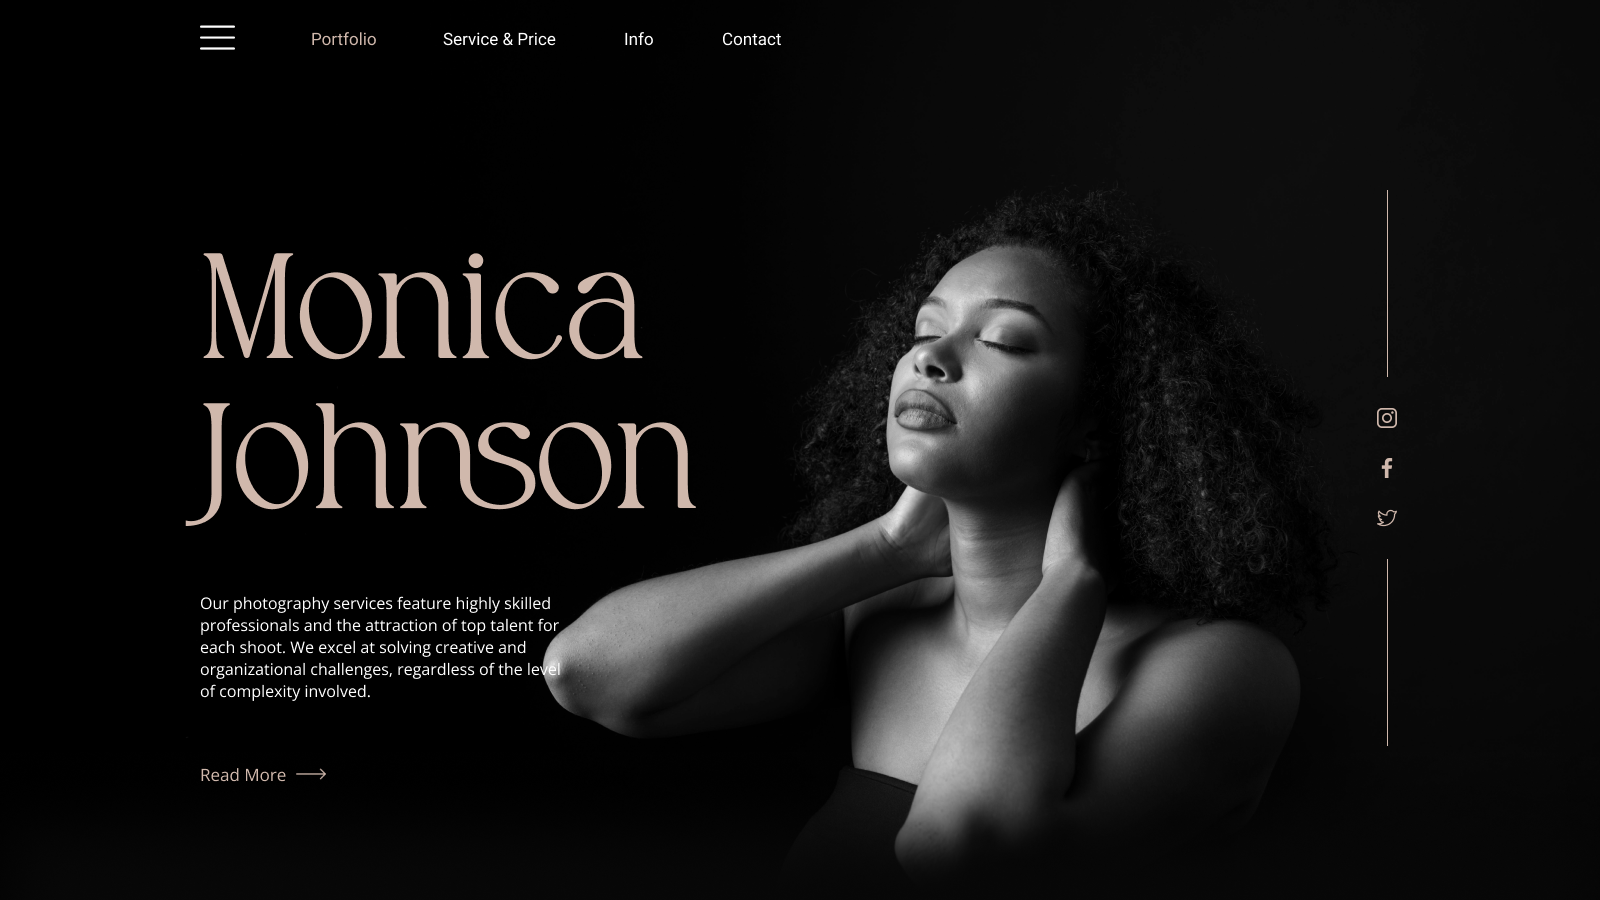 Portfolio Service & Price Info Contact
Monica
Johnson
Our photography services feature highly skilled
professionals and the attraction of top talent for
each shoot. We excel at solving creative and
organizational challenges, regardless of the level
of complexity involved.
Read More